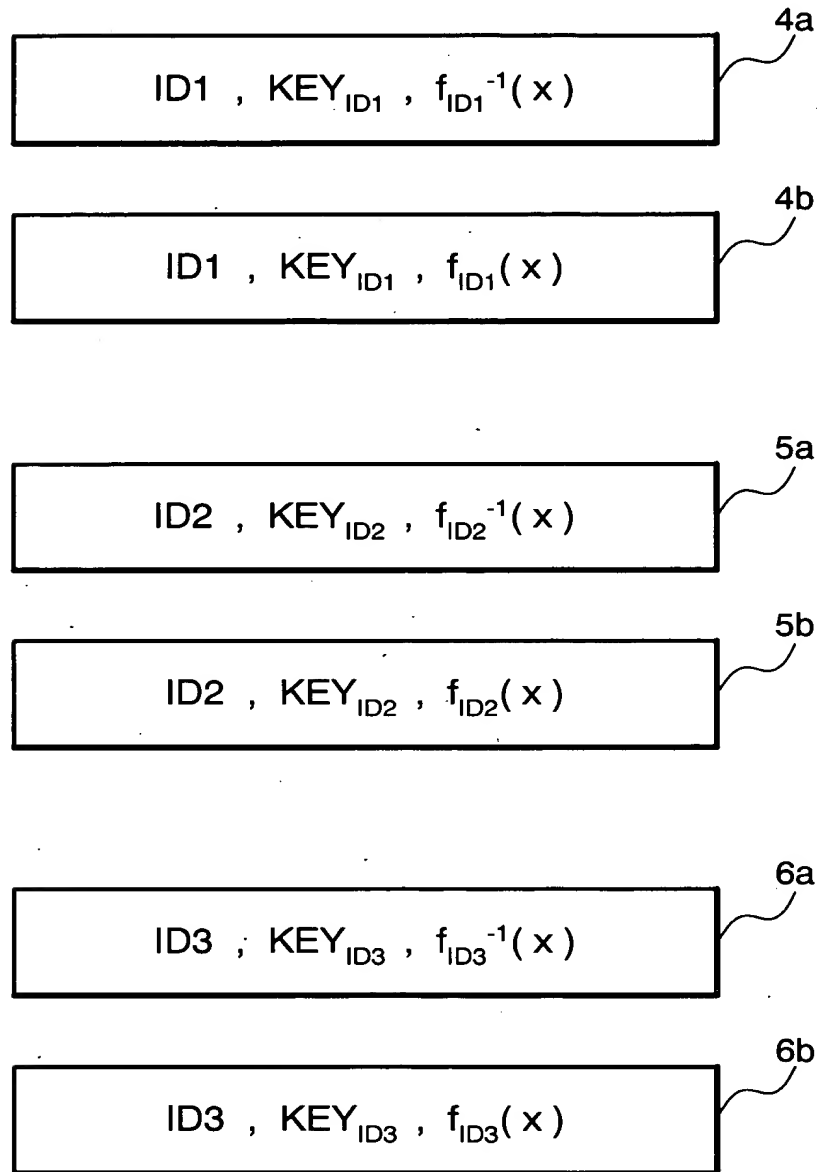 4a
ID1 , KEY_ID1 , f_ID1^-1(x)
4b
ID1 , KEY_ID1 , f_ID1(x)
5a
ID2 , KEY_ID2 , f_ID2^-1(x)
5b
ID2 , KEY_ID2 , f_ID2(x)
6a
ID3 , KEY_ID3 , f_ID3^-1(x)
6b
ID3 , KEY_ID3 , f_ID3(x)